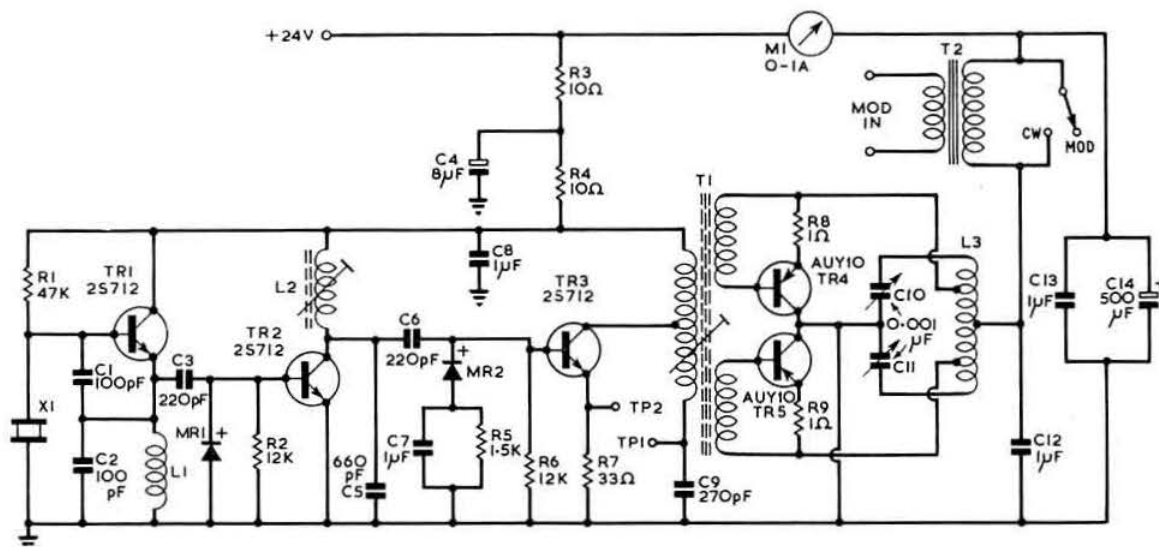 +24V
M1
0-1A
T2
MOD
IN
CW
MOD
R3
10Ω
C4
8µF
R4
10Ω
T1
R1
47K
TR1
2S712
L2
C8
1µF
TR3
2S712
R8
1Ω
AUY10
TR4
L3
C10
0·001
µF
C11
C13
1µF
C14
500
µF
+
TR2
2S712
C6
220pF
C3
220pF
C1
100pF
+
MR2
TP2
AUY10
TR5
R9
1Ω
X1
MR1
+
R2
12K
C7
1µF
R5
1·5K
TP1
C2
100
pF
L1
660
pF
C5
R6
12K
R7
33Ω
C9
270pF
C12
1µF